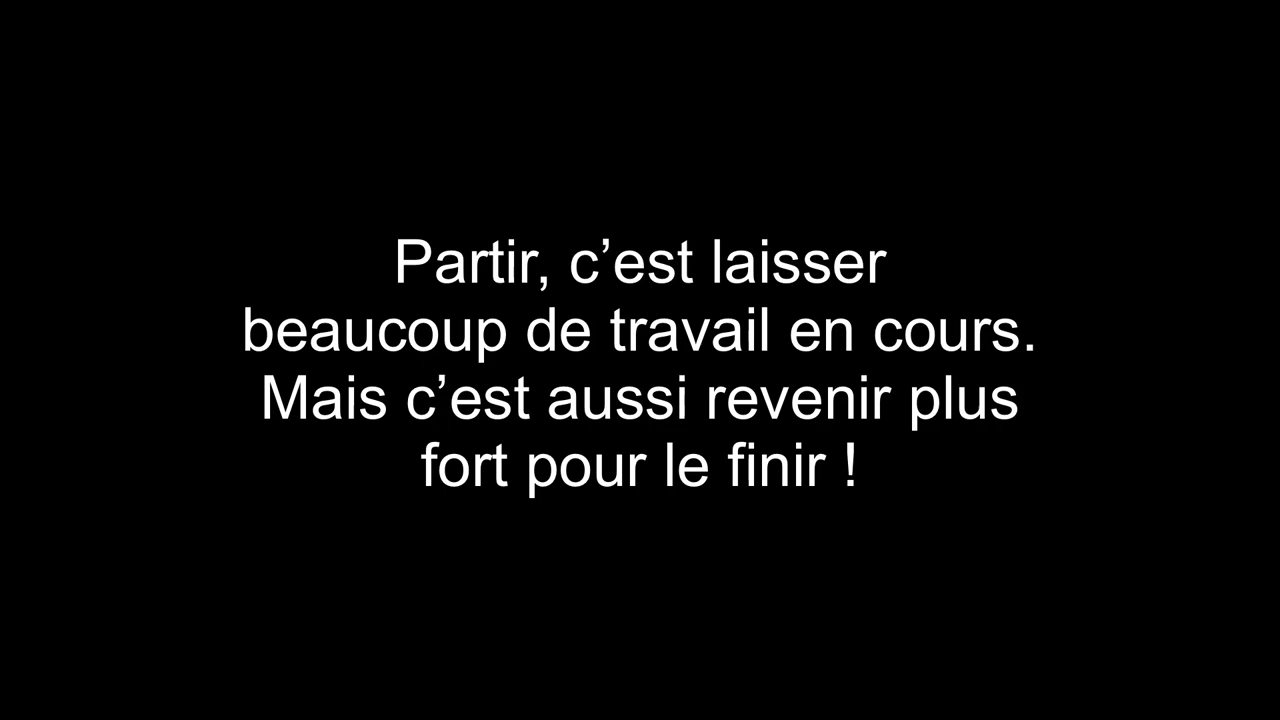 Partir, c’est laisser
beaucoup de travail en cours.
Mais c’est aussi revenir plus
fort pour le finir !